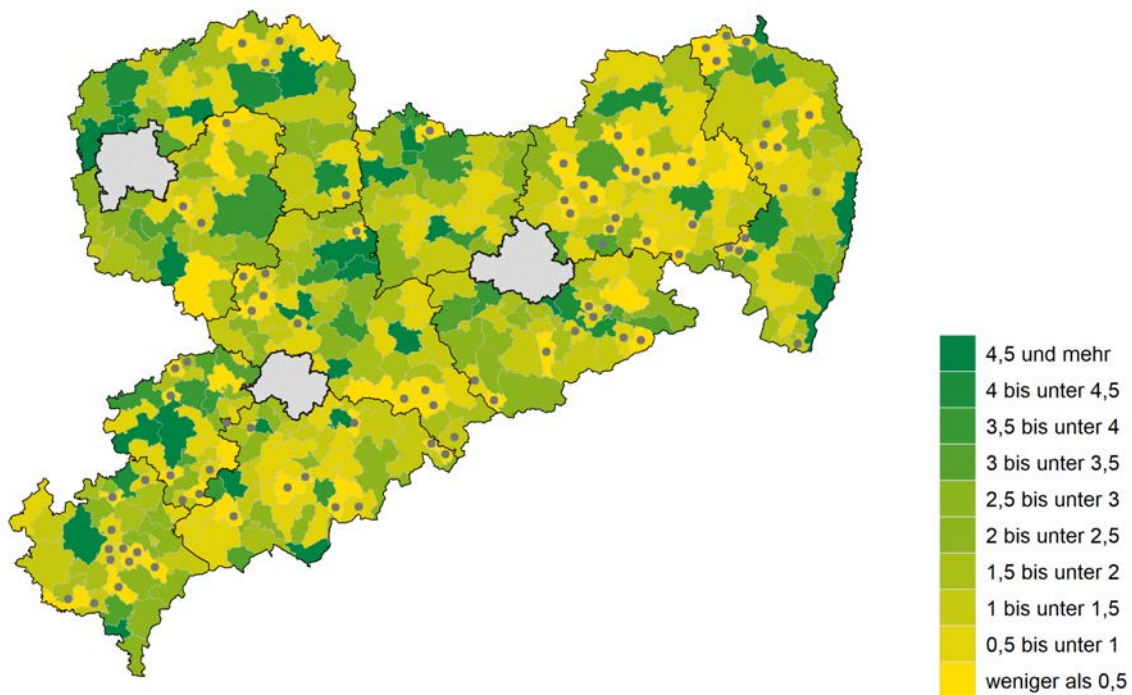 4,5 und mehr
4 bis unter 4,5
3,5 bis unter 4
3 bis unter 3,5
2,5 bis unter 3
2 bis unter 2,5
1,5 bis unter 2
1 bis unter 1,5
0,5 bis unter 1
weniger als 0,5